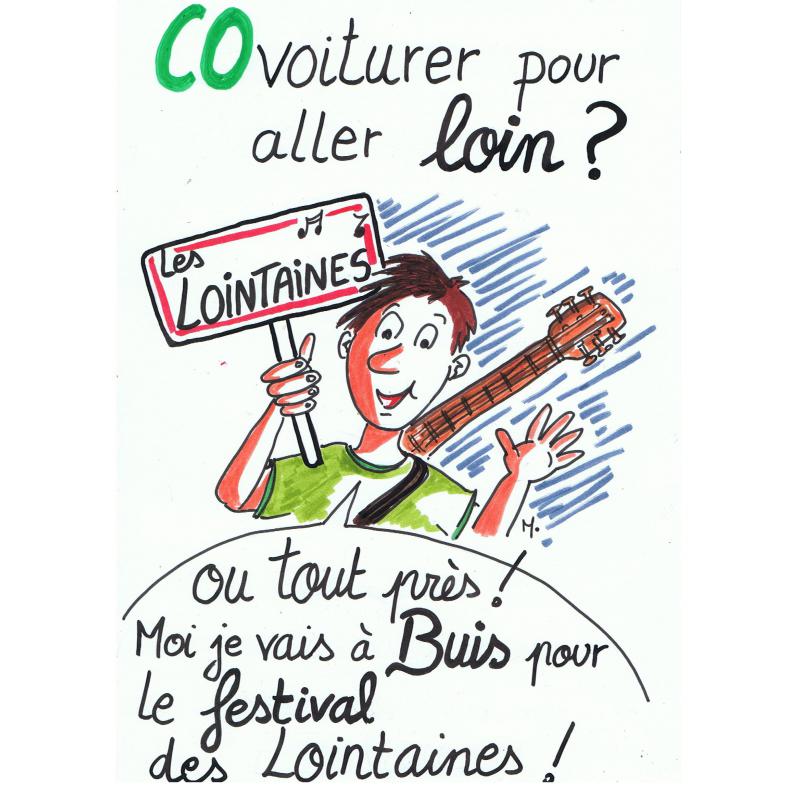 COvoiturer pour
aller loin ?
Les
LOiNTAiNES
M.
ou tout près !
Moi je vais à Buis pour
le festival
des Lointaines !